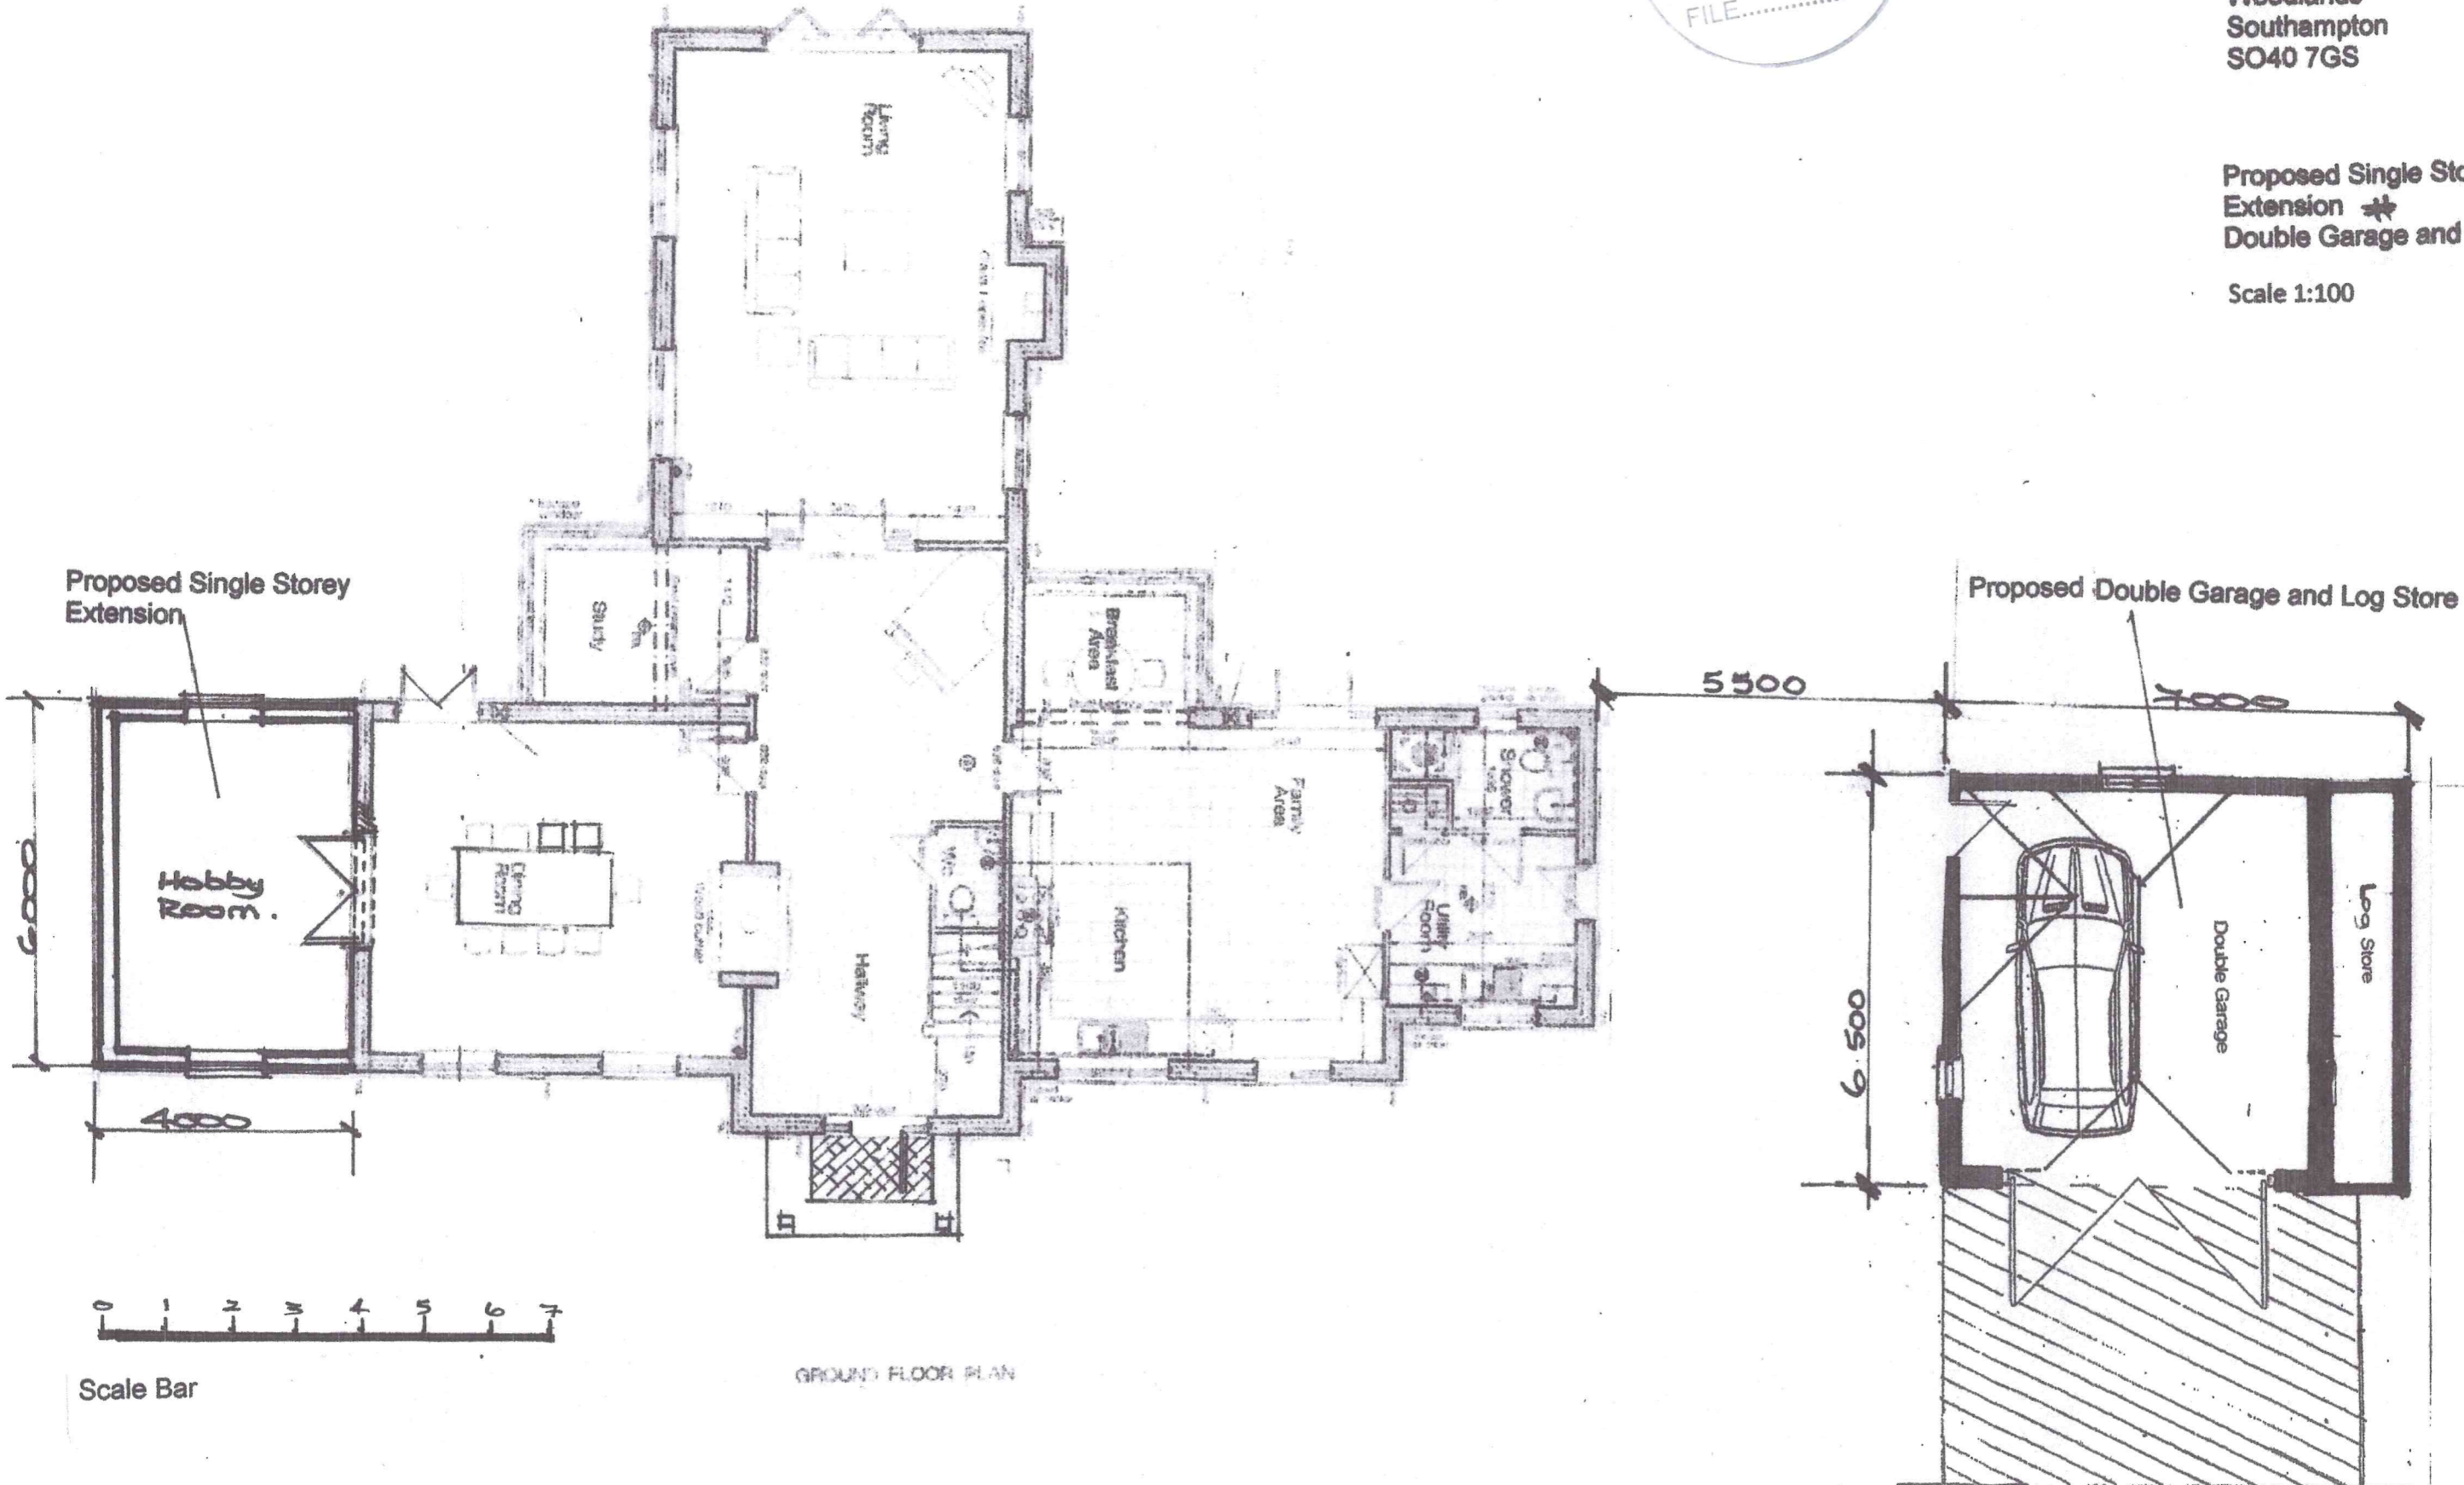 FILE
Woodlands
Southampton
SO40 7GS
Proposed Single Sto
Extension
Double Garage and
Scale 1:100
Living
Room
Proposed Single Storey
Extension
Study
Breakfast
Area
Proposed Double Garage and Log Store
5500
7000
6000
Hobby
Room.
Dining
Room
Hallway
W.C.
Kitchen
Family
Area
Shower
Utility
Room
6500
Double Garage
Log Store
4000
0 1 2 3 4 5 6 7
Scale Bar
GROUND FLOOR PLAN